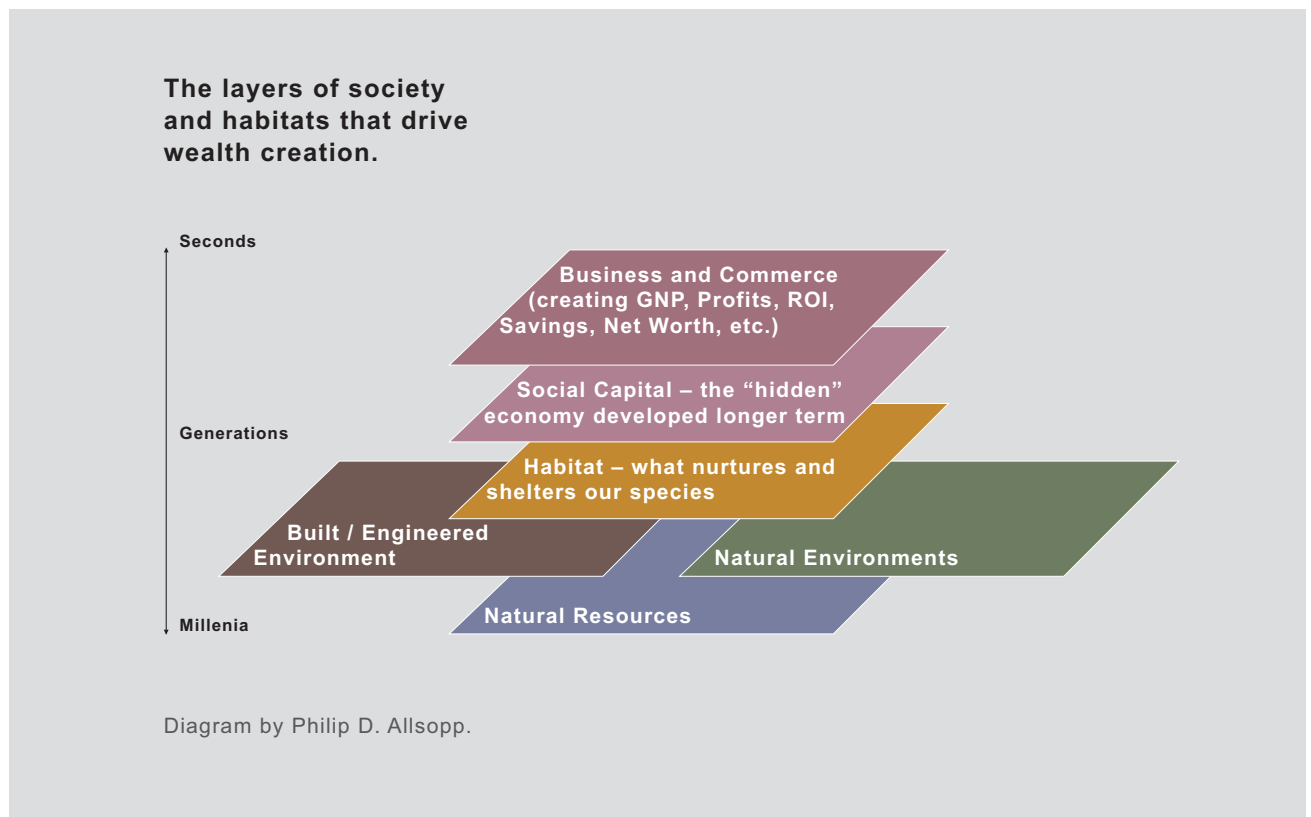 The layers of society
and habitats that drive
wealth creation.
Seconds
Business and Commerce
(creating GNP, Profits, ROI,
Savings, Net Worth, etc.)
Social Capital – the “hidden”
economy developed longer term
Generations
Habitat – what nurtures and
shelters our species
Built / Engineered
Environment
Natural Environments
Natural Resources
Millenia
Diagram by Philip D. Allsopp.